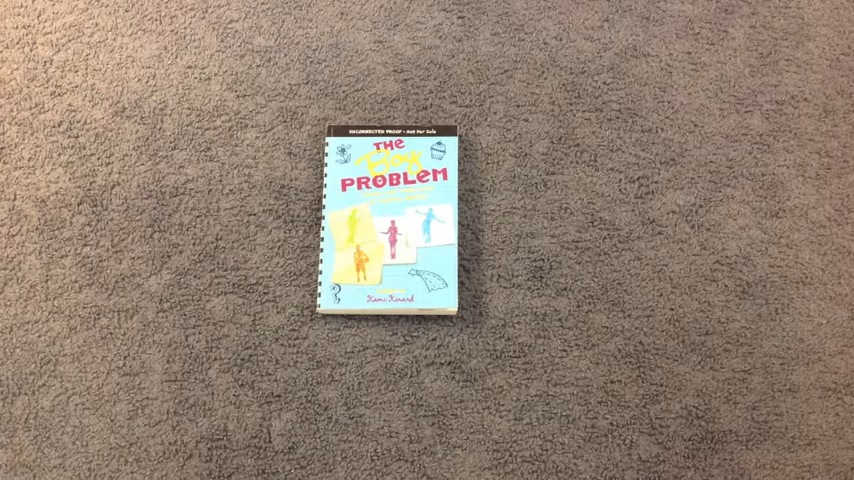 UNCORRECTED PROOF • Not For Sale
THE
Boy
PROBLEM
Kami Kinard